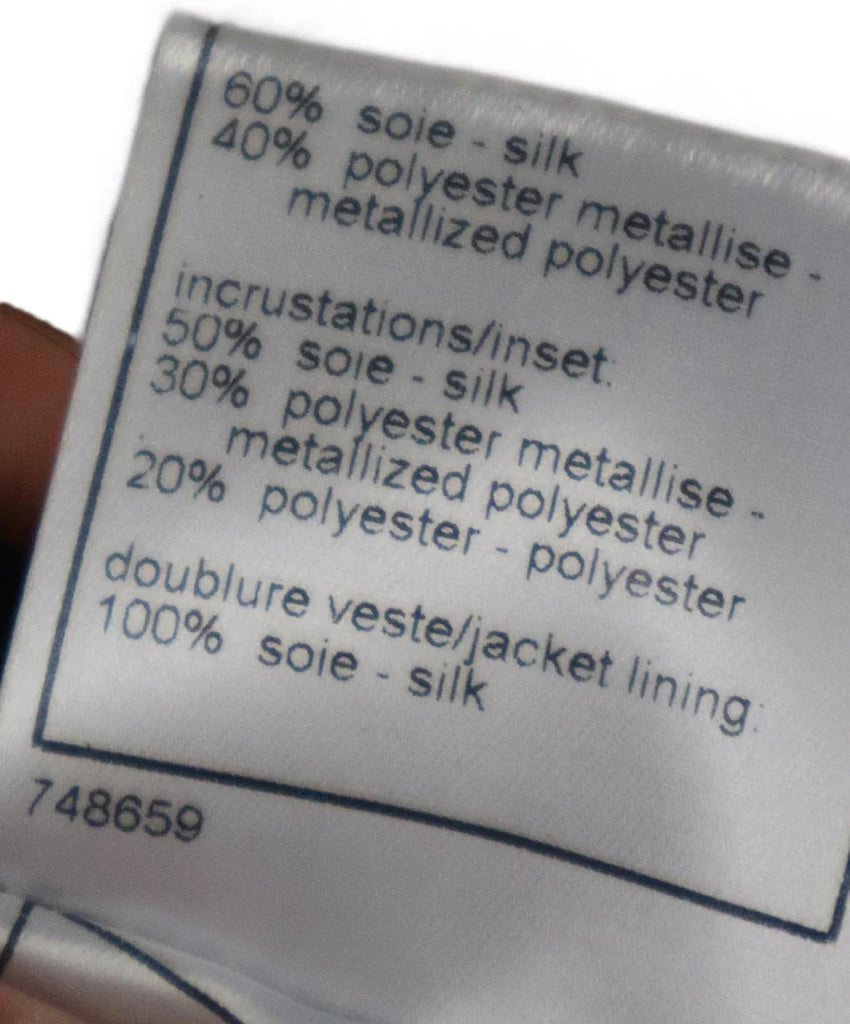 60% soie - silk
40% polyester metallise -
metallized polyester
incrustations/inset:
50% soie - silk
30% polyester metallise -
metallized polyester
20% polyester - polyester
doublure veste/jacket lining:
100% soie - silk
748659